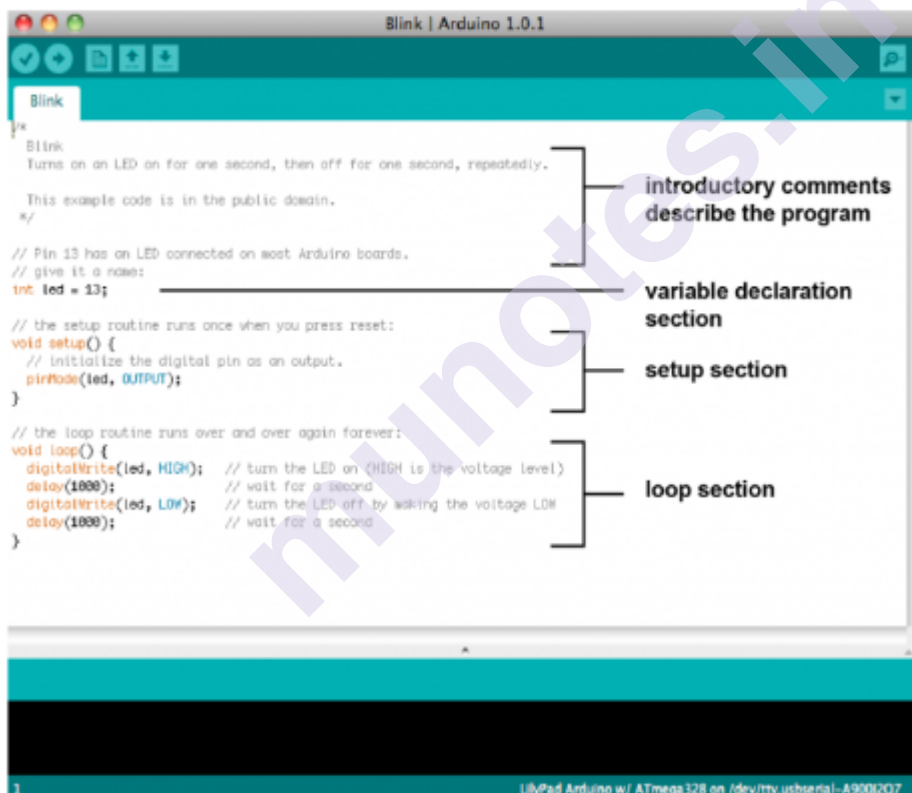 Blink | Arduino 1.0.1
Blink
/*
Blink
Turns on an LED on for one second, then off for one second, repeatedly.
This example code is in the public domain.
*/
introductory comments
describe the program
// Pin 13 has an LED connected on most Arduino boards.
// give it a name:
int led = 13;
variable declaration
section
// the setup routine runs once when you press reset:
void setup() {
// initialize the digital pin as an output.
pinMode(led, OUTPUT);
}
setup section
// the loop routine runs over and over again forever:
void loop() {
digitalWrite(led, HIGH); // turn the LED on (HIGH is the voltage level)
delay(1000); // wait for a second
digitalWrite(led, LOW); // turn the LED off by making the voltage LOW
delay(1000); // wait for a second
}
loop section
munotes.in
1
LilyPad Arduino w/ ATmega328 on /dev/tty.usbserial-A900J2O7